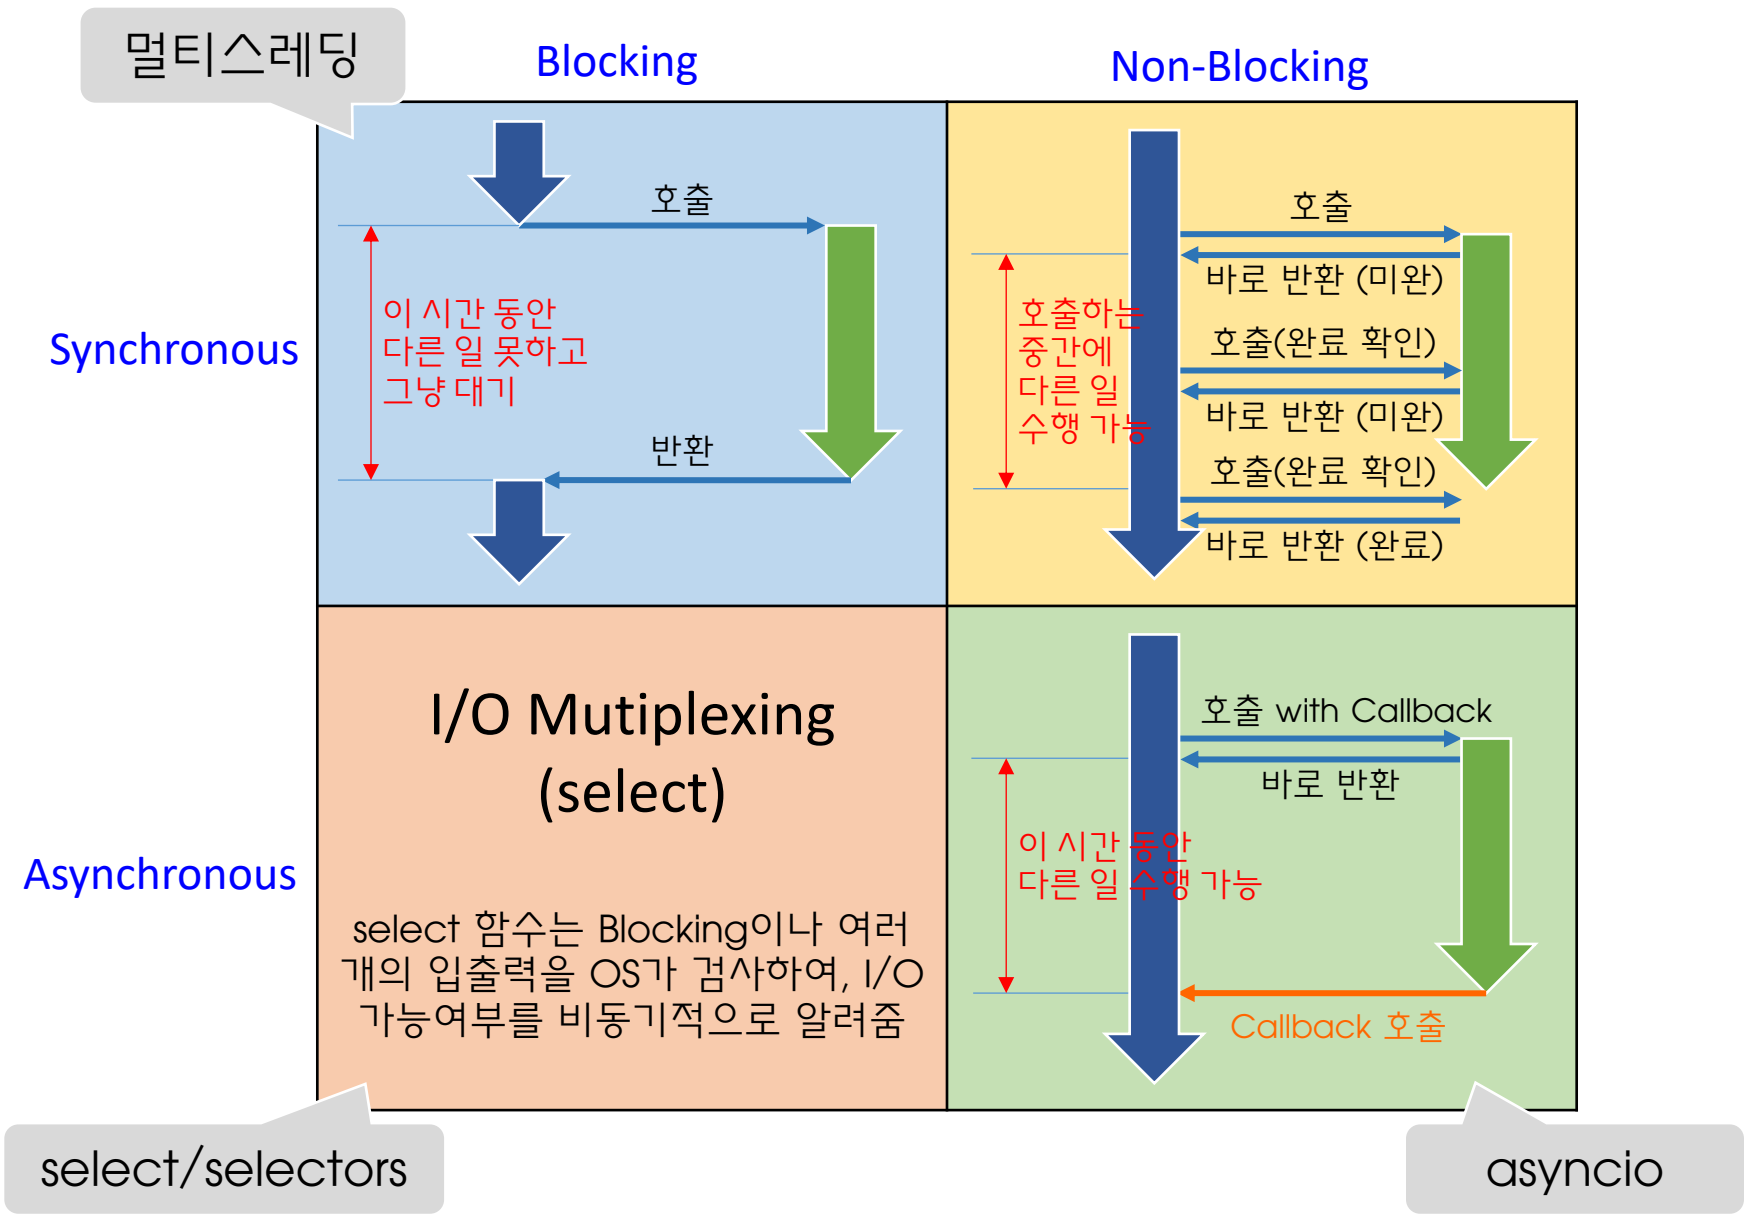 멀티스레딩
Blocking
Non-Blocking
Synchronous
호출
이 시간 동안
다른 일 못하고
그냥 대기
반환
호출
바로 반환 (미완)
호출하는
중간에
다른 일
수행 가능
호출(완료 확인)
바로 반환 (미완)
호출(완료 확인)
바로 반환 (완료)
Asynchronous
I/O Mutiplexing
(select)
select 함수는 Blocking이나 여러
개의 입출력을 OS가 검사하여, I/O
가능여부를 비동기적으로 알려줌
호출 with Callback
바로 반환
이 시간 동안
다른 일 수행 가능
Callback 호출
select/selectors
asyncio